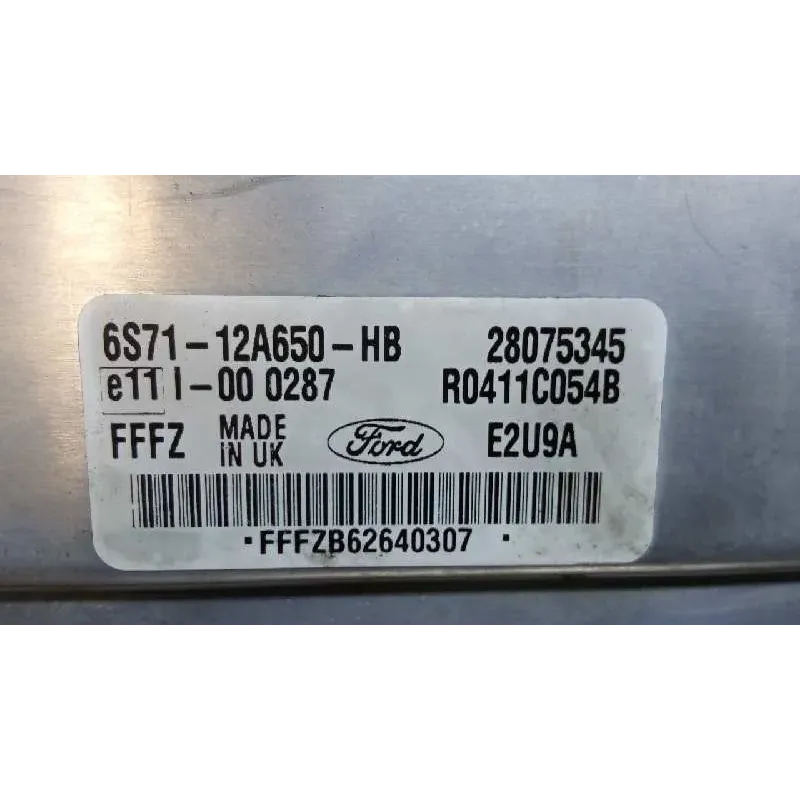 6S71-12A650-HB 28075345
e11 I-00 0287 R0411C054B
FFFZ MADE IN UK Ford E2U9A
•FFFZB62640307 •